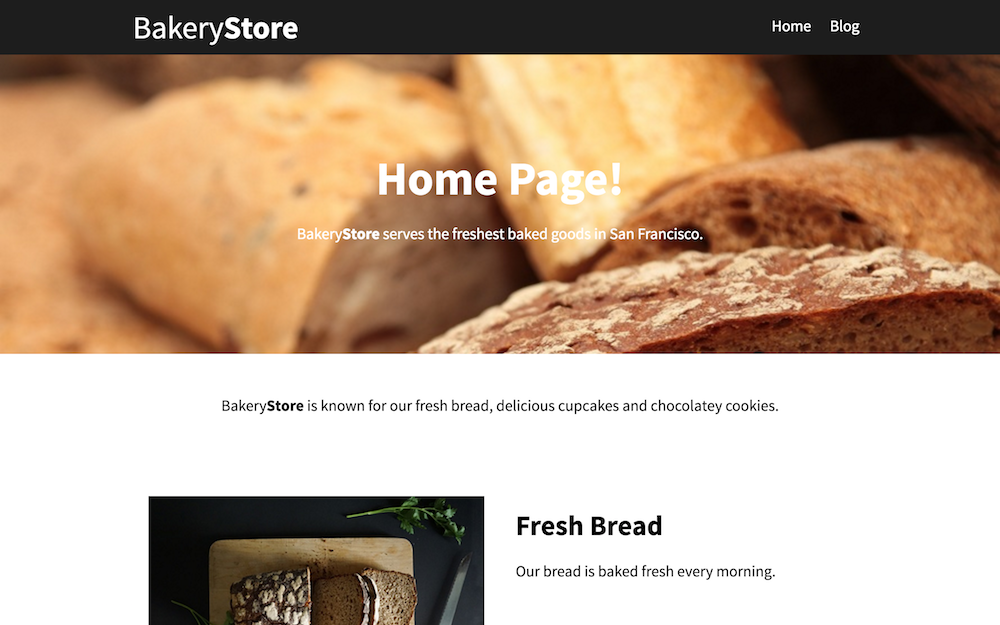 BakeryStore
Home Blog
Home Page!
BakeryStore serves the freshest baked goods in San Francisco.
BakeryStore is known for our fresh bread, delicious cupcakes and chocolatey cookies.
Fresh Bread
Our bread is baked fresh every morning.